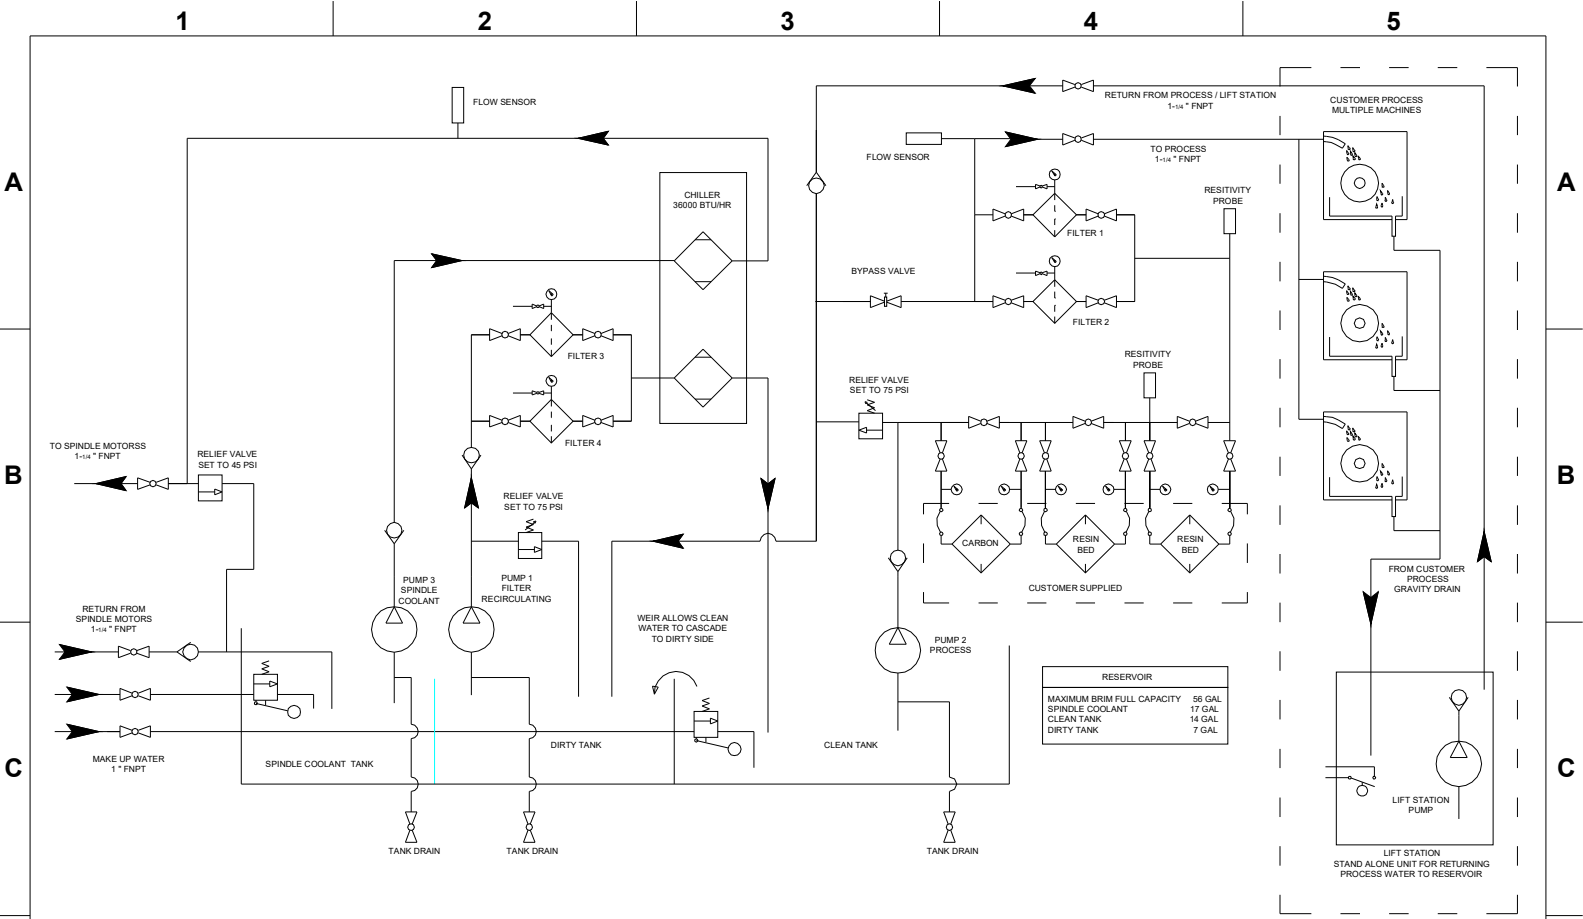 1
2
3
4
5
A
A
B
B
C
C
FLOW SENSOR
CHILLER
36000 BTU/HR
FILTER 3
FILTER 4
TO SPINDLE MOTORSS
1-1/4 " FNPT
RELIEF VALVE
SET TO 45 PSI
RELIEF VALVE
SET TO 75 PSI
PUMP 3
SPINDLE
COOLANT
PUMP 1
FILTER
RECIRCULATING
RETURN FROM
SPINDLE MOTORS
1-1/4 " FNPT
MAKE UP WATER
1 " FNPT
SPINDLE COOLANT TANK
TANK DRAIN
TANK DRAIN
DIRTY TANK
WEIR ALLOWS CLEAN
WATER TO CASCADE
TO DIRTY SIDE
CLEAN TANK
TANK DRAIN
RETURN FROM PROCESS / LIFT STATION
1-1/4 " FNPT
FLOW SENSOR
TO PROCESS
1-1/4 " FNPT
RESITIVITY
PROBE
FILTER 1
BYPASS VALVE
FILTER 2
RESITIVITY
PROBE
RELIEF VALVE
SET TO 75 PSI
CARBON
RESIN
BED
RESIN
BED
CUSTOMER SUPPLIED
PUMP 2
PROCESS
RESERVOIR
MAXIMUM BRIM FULL CAPACITY 56 GAL
SPINDLE COOLANT 17 GAL
CLEAN TANK 14 GAL
DIRTY TANK 7 GAL
CUSTOMER PROCESS
MULTIPLE MACHINES
FROM CUSTOMER
PROCESS
GRAVITY DRAIN
LIFT STATION
PUMP
LIFT STATION
STAND ALONE UNIT FOR RETURNING
PROCESS WATER TO RESERVOIR